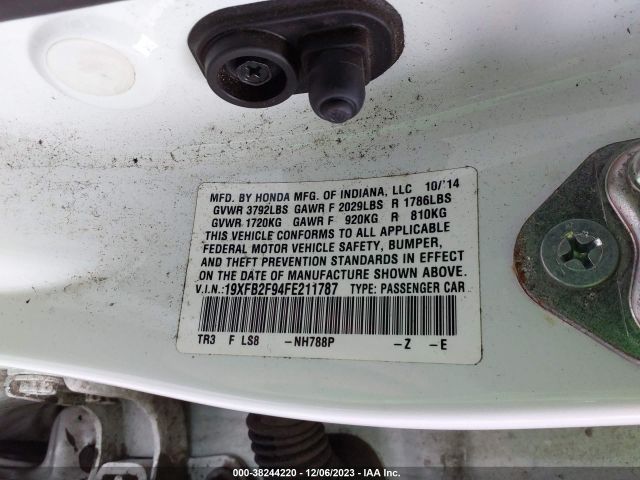 MFD. BY HONDA MFG. OF INDIANA, LLC 10/'14
GVWR 3792LBS GAWR F 2029LBS R 1786LBS
GVWR 1720KG GAWR F 920KG R 810KG
THIS VEHICLE CONFORMS TO ALL APPLICABLE
FEDERAL MOTOR VEHICLE SAFETY, BUMPER,
AND THEFT PREVENTION STANDARDS IN EFFECT
ON THE DATE OF MANUFACTURE SHOWN ABOVE.
V.I.N.:19XFB2F94FE211787 TYPE: PASSENGER CAR
TR3 F LS8 -NH788P -Z -E
000-38244220 - 12/06/2023 - IAA Inc.